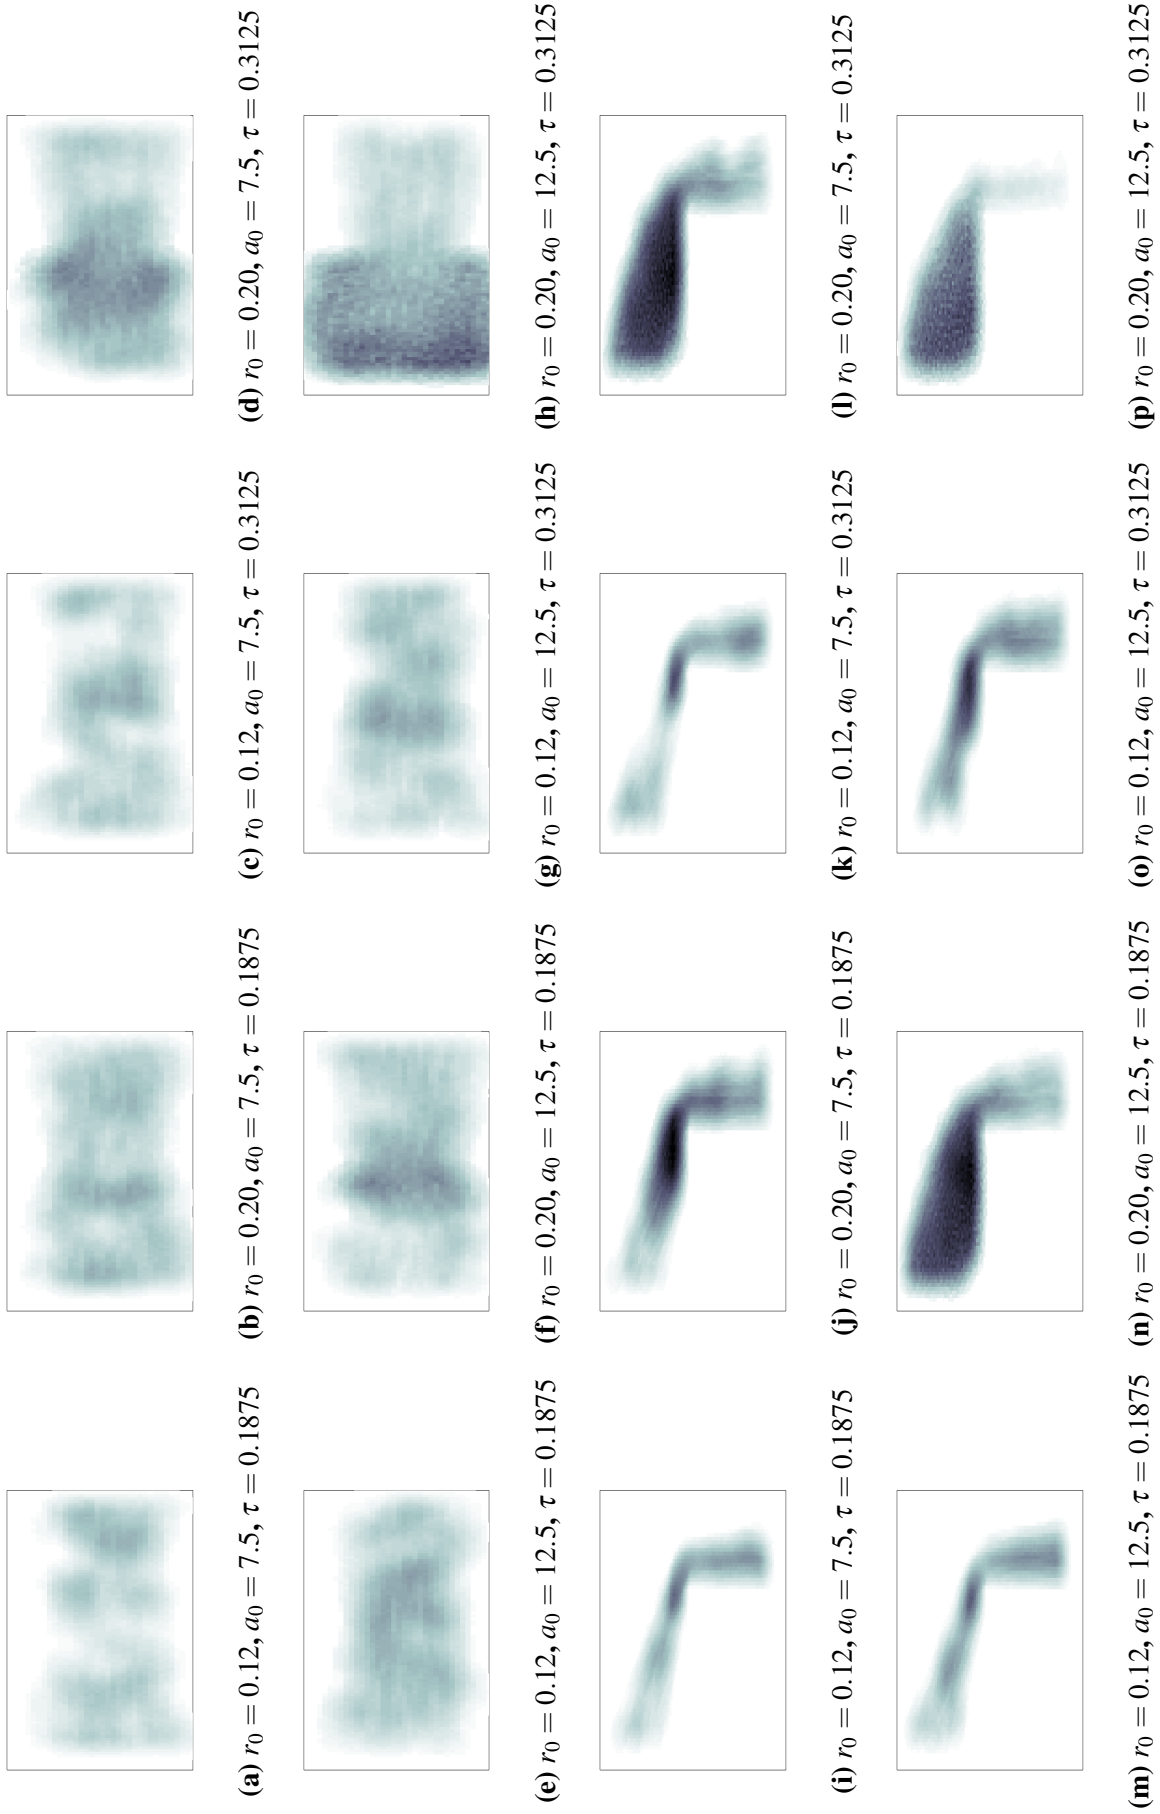 (a) r₀ = 0.12, a₀ = 7.5, τ = 0.1875
(b) r₀ = 0.20, a₀ = 7.5, τ = 0.1875
(c) r₀ = 0.12, a₀ = 7.5, τ = 0.3125
(d) r₀ = 0.20, a₀ = 7.5, τ = 0.3125
(e) r₀ = 0.12, a₀ = 12.5, τ = 0.1875
(f) r₀ = 0.20, a₀ = 12.5, τ = 0.1875
(g) r₀ = 0.12, a₀ = 12.5, τ = 0.3125
(h) r₀ = 0.20, a₀ = 12.5, τ = 0.3125
(i) r₀ = 0.12, a₀ = 7.5, τ = 0.1875
(j) r₀ = 0.20, a₀ = 7.5, τ = 0.1875
(k) r₀ = 0.12, a₀ = 7.5, τ = 0.3125
(l) r₀ = 0.20, a₀ = 7.5, τ = 0.3125
(m) r₀ = 0.12, a₀ = 12.5, τ = 0.1875
(n) r₀ = 0.20, a₀ = 12.5, τ = 0.1875
(o) r₀ = 0.12, a₀ = 12.5, τ = 0.3125
(p) r₀ = 0.20, a₀ = 12.5, τ = 0.3125